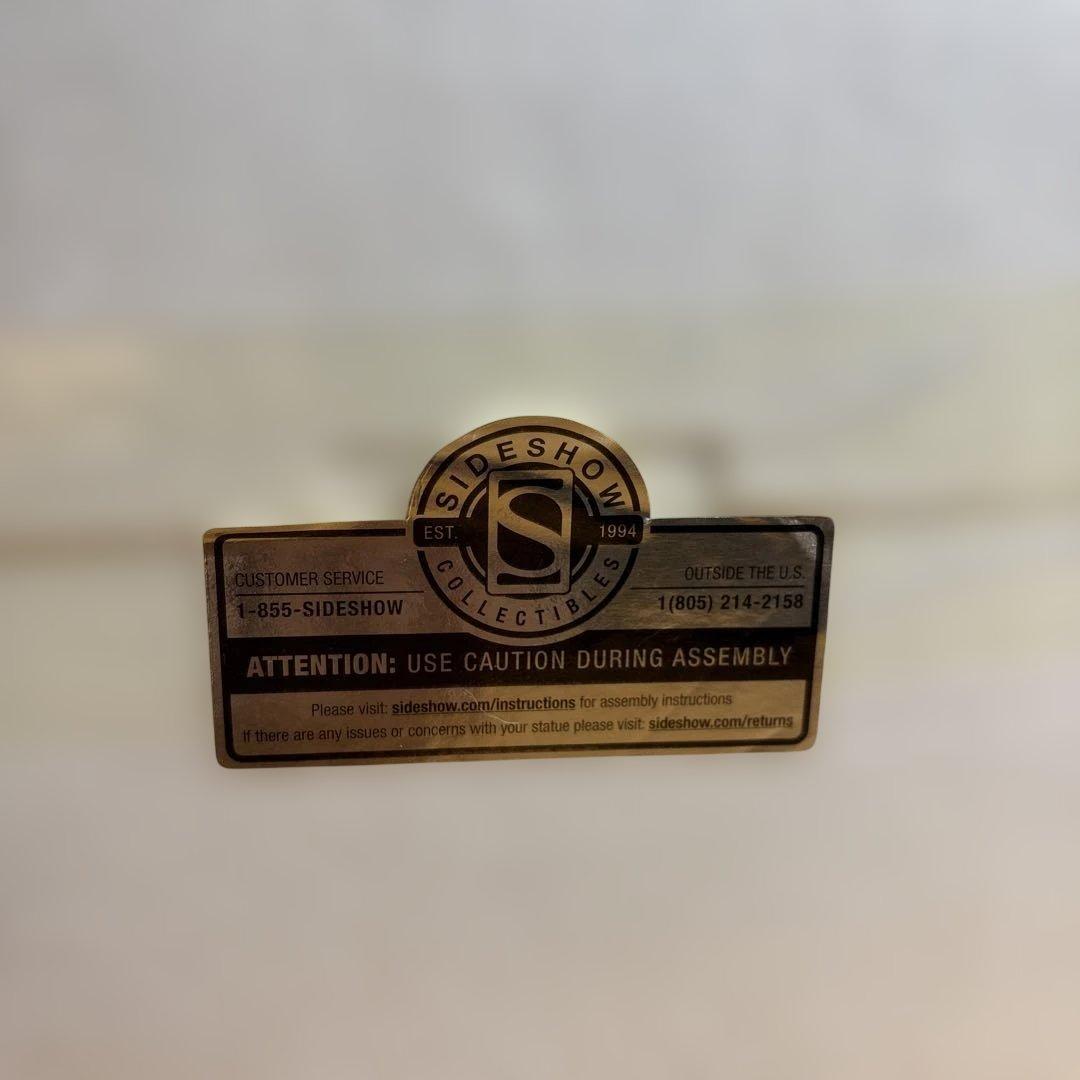 SIDESHOW
S
EST. 1994
COLLECTIBLES
CUSTOMER SERVICE
1-855-SIDESHOW
OUTSIDE THE U.S.
1(805) 214-2158
ATTENTION: USE CAUTION DURING ASSEMBLY
Please visit: sideshow.com/instructions for assembly instructions
If there are any issues or concerns with your statue please visit: sideshow.com/returns